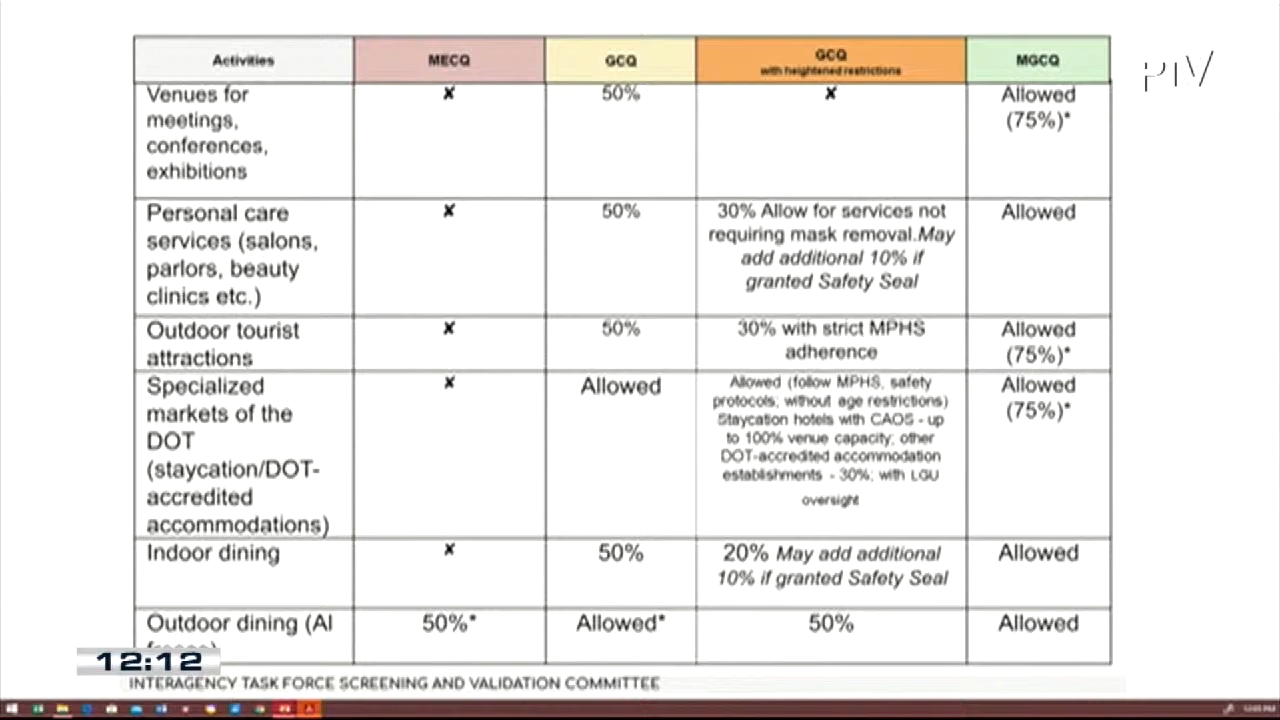 PTV
Activities MECQ GCQ GCQ with heightened restrictions MGCQ
Venues for
meetings,
conferences,
exhibitions
✘
50%
✘
Allowed
(75%)*
Personal care
services (salons,
parlors, beauty
clinics etc.)
✘
50%
30% Allow for services not
requiring mask removal.May
add additional 10% if
granted Safety Seal
Allowed
Outdoor tourist
attractions
✘
50%
30% with strict MPHS
adherence
Allowed
(75%)*
Specialized
markets of the
DOT
(staycation/DOT-
accredited
accommodations)
✘
Allowed
Allowed (follow MPHS, safety
protocols; without age restrictions)
Staycation hotels with CAOS - up
to 100% venue capacity; other
DOT-accredited accommodation
establishments - 30%; with LGU
oversight
Allowed
(75%)*
Indoor dining
✘
50%
20% May add additional
10% if granted Safety Seal
Allowed
Outdoor dining (Al
50%*
Allowed*
50%
Allowed
12:12
INTERAGENCY TASK FORCE SCREENING AND VALIDATION COMMITTEE